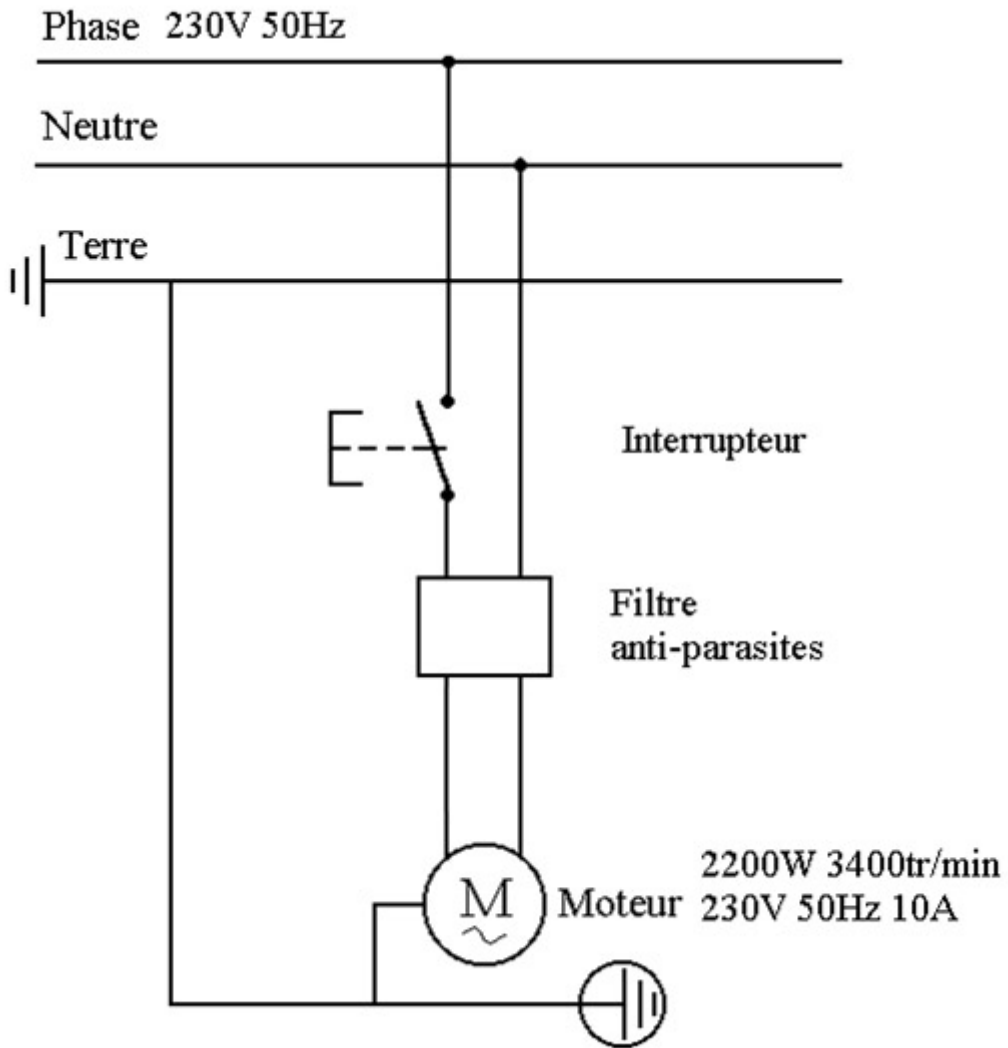 Phase 230V 50Hz
Neutre
Terre
Interrupteur
Filtre
anti-parasites
M
Moteur
2200W 3400tr/min
230V 50Hz 10A